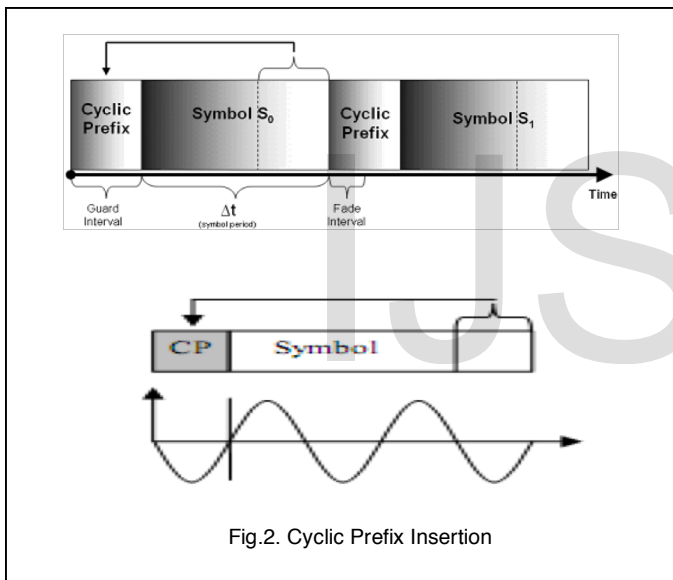 Cyclic Prefix
Symbol S₀
Cyclic Prefix
Symbol S₁
Time
Guard Interval
Δt
(symbol period)
Fade Interval
IJS
CP
Symbol
Fig.2. Cyclic Prefix Insertion